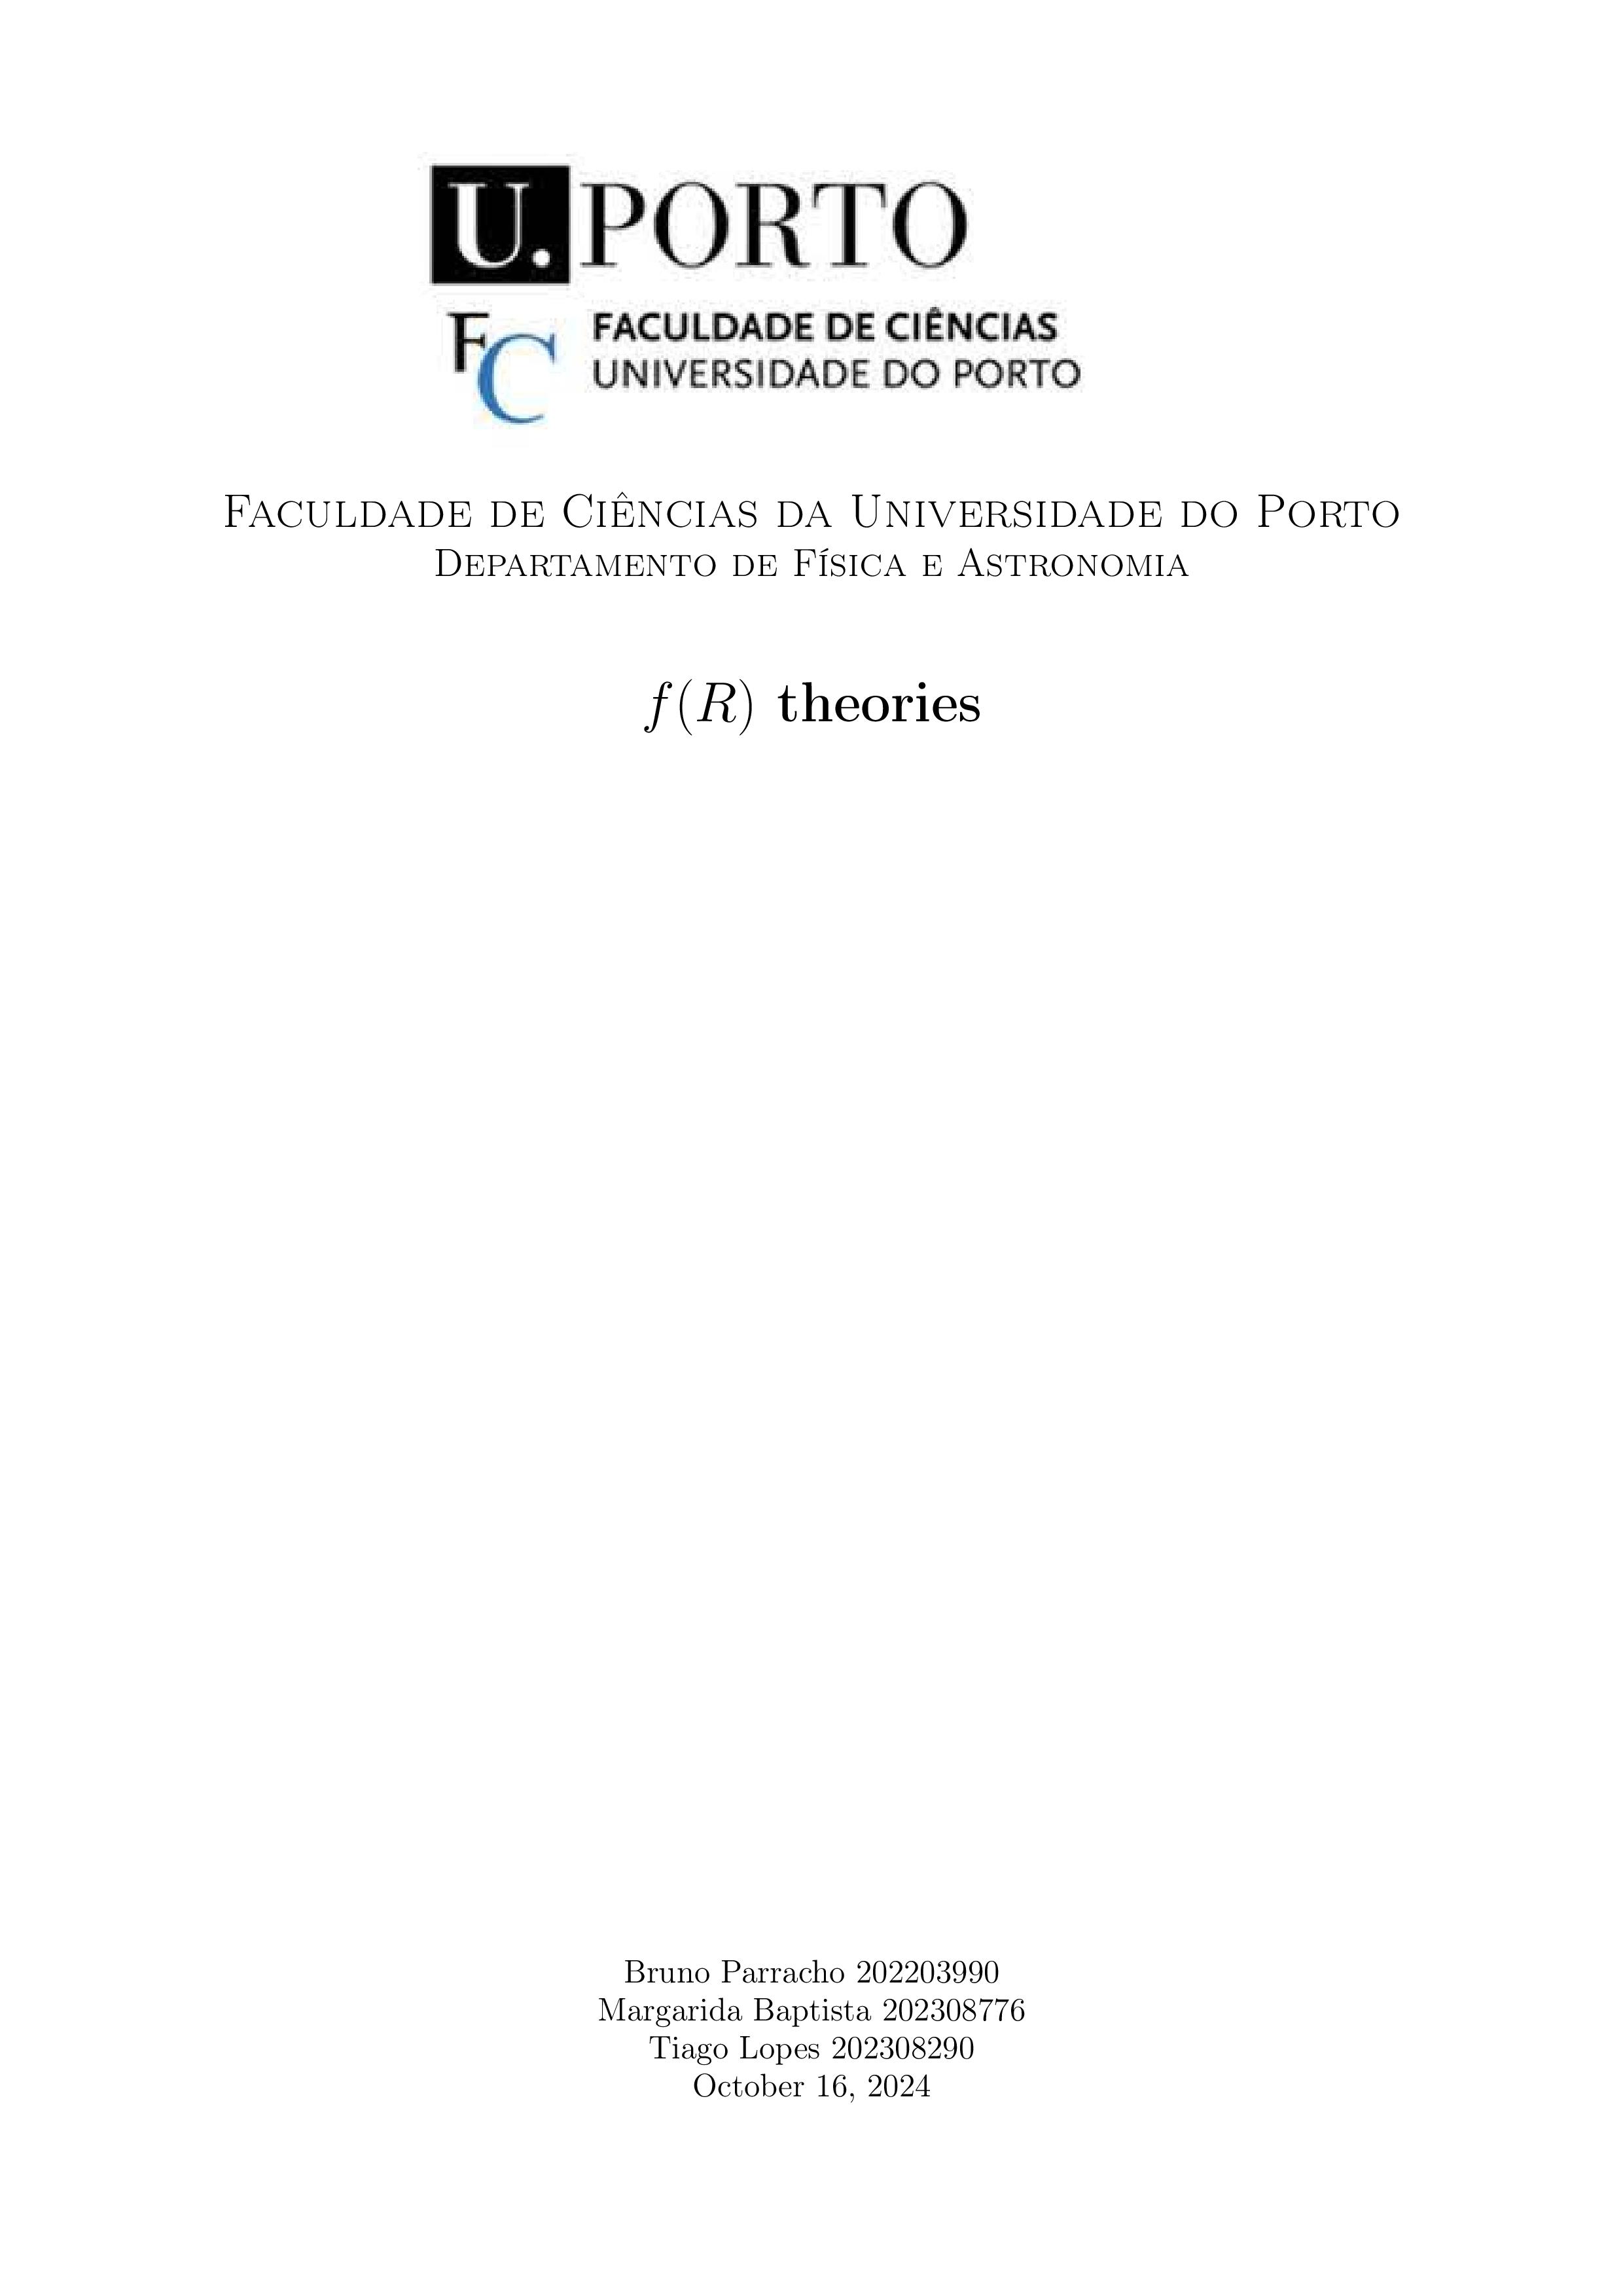 U. PORTO
FC FACULDADE DE CIÊNCIAS
UNIVERSIDADE DO PORTO
FACULDADE DE CIÊNCIAS DA UNIVERSIDADE DO PORTO
DEPARTAMENTO DE FÍSICA E ASTRONOMIA
f(R) theories
Bruno Parracho 202203990
Margarida Baptista 202308776
Tiago Lopes 202308290
October 16, 2024